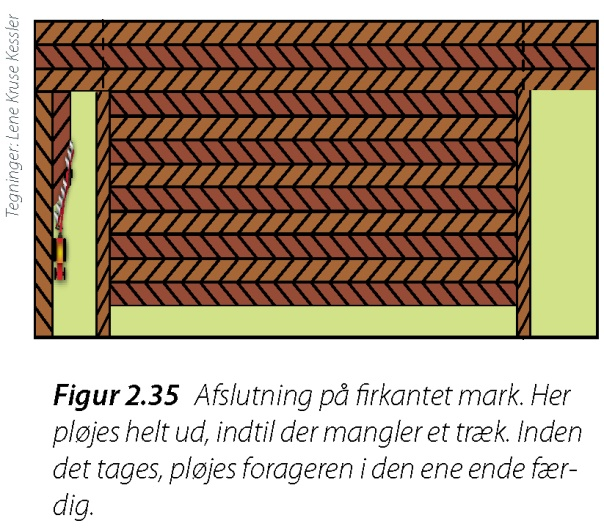 Tegninger: Lene Kruse Kessler
Figur 2.35 Afslutning på firkantet mark. Her
pløjes helt ud, indtil der mangler et træk. Inden
det tages, pløjes forageren i den ene ende fær-
dig.